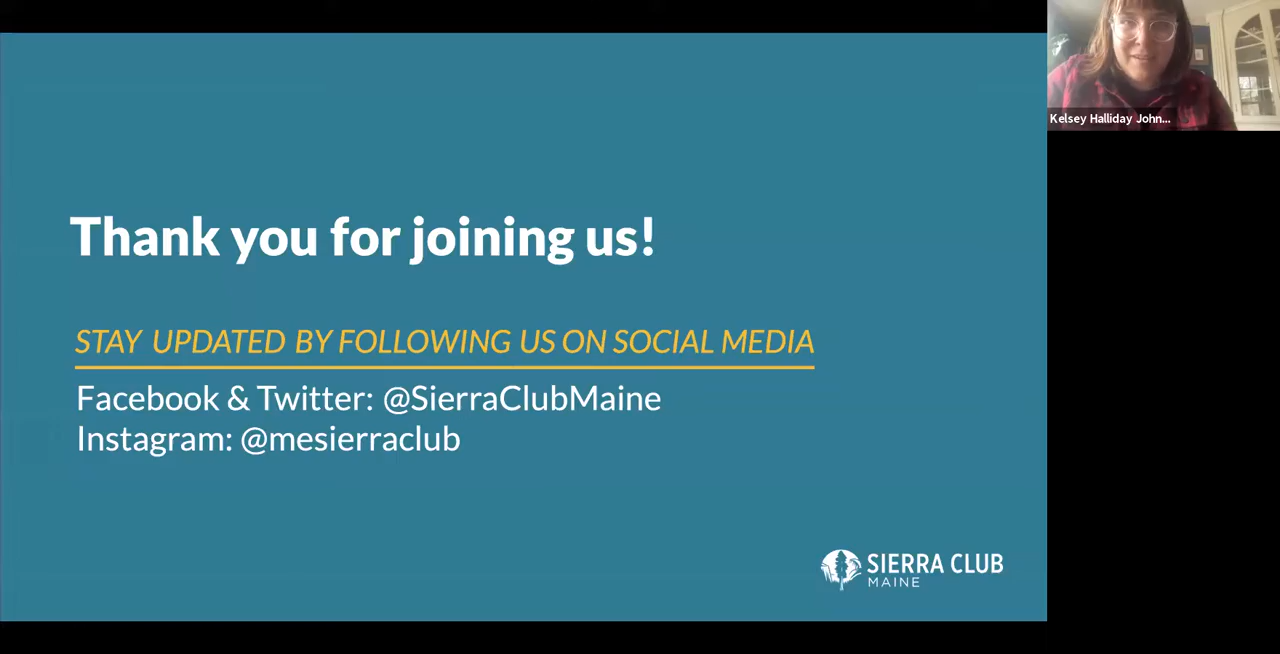 Kelsey Halliday John...
Thank you for joining us!
STAY UPDATED BY FOLLOWING US ON SOCIAL MEDIA
Facebook & Twitter: @SierraClubMaine
Instagram: @mesierraclub
SIERRA CLUB
MAINE